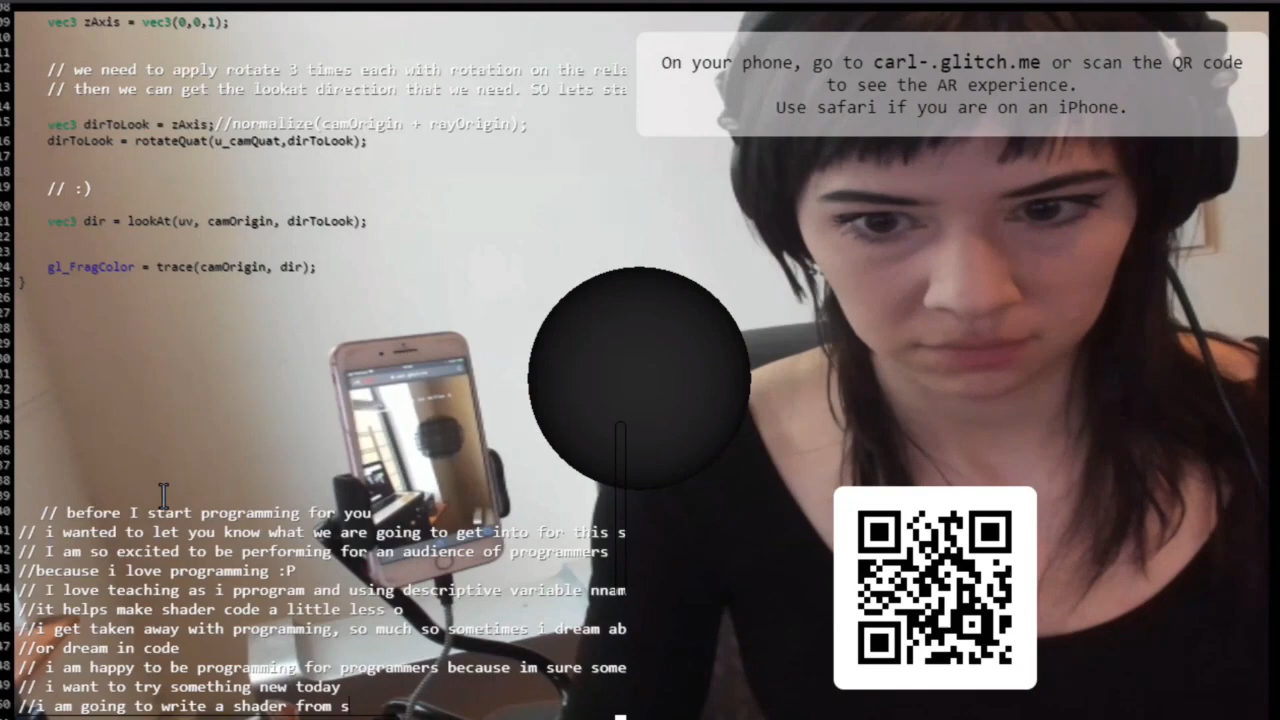 vec3 zAxis = vec3(0,0,1);
// we need to apply rotate 3 times each with rotation on the rela
// then we can get the lookat direction that we need. SO lets sta
vec3 dirToLook = zAxis;//normalize(camOrigin + rayOrigin);
dirToLook = rotateQuat(u_camQuat,dirToLook);
// :)
vec3 dir = lookAt(uv, camOrigin, dirToLook);
gl_FragColor = trace(camOrigin, dir);
}
On your phone, go to carl-.glitch.me or scan the QR code
to see the AR experience.
Use safari if you are on an iPhone.
// before I start programming for you
// i wanted to let you know what we are going to get into for this s
// I am so excited to be performing for an audience of programmers
//because i love programming :P
// I love teaching as i pprogram and using descriptive variable nnam
//it helps make shader code a little less o
//i get taken away with programming, so much so sometimes i dream ab
//or dream in code
// i am happy to be programming for programmers because im sure some
// i want to try something new today
//i am going to write a shader from s